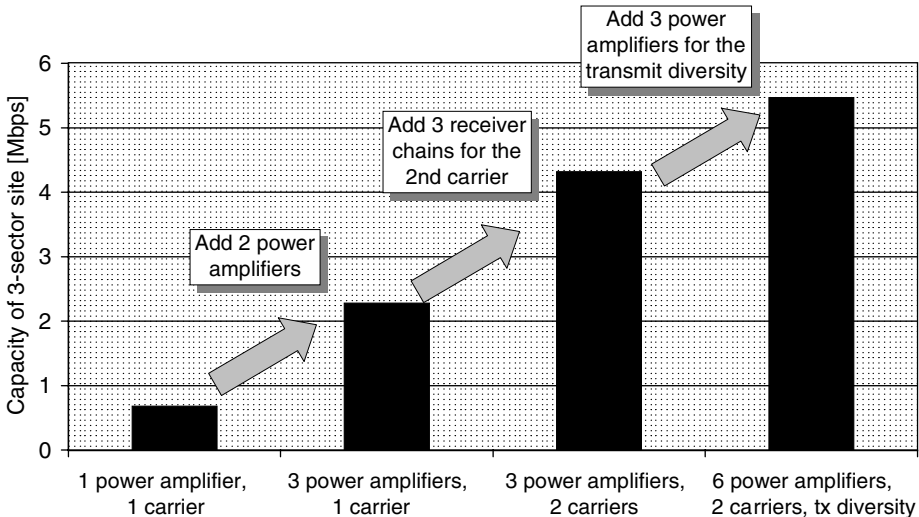 Add 3 power
amplifiers for the
transmit diversity
Add 3 receiver
chains for the
2nd carrier
Add 2 power
amplifiers
Capacity of 3-sector site [Mbps]
6
5
4
3
2
1
0
1 power amplifier,
1 carrier
3 power amplifiers,
1 carrier
3 power amplifiers,
2 carriers
6 power amplifiers,
2 carriers, tx diversity